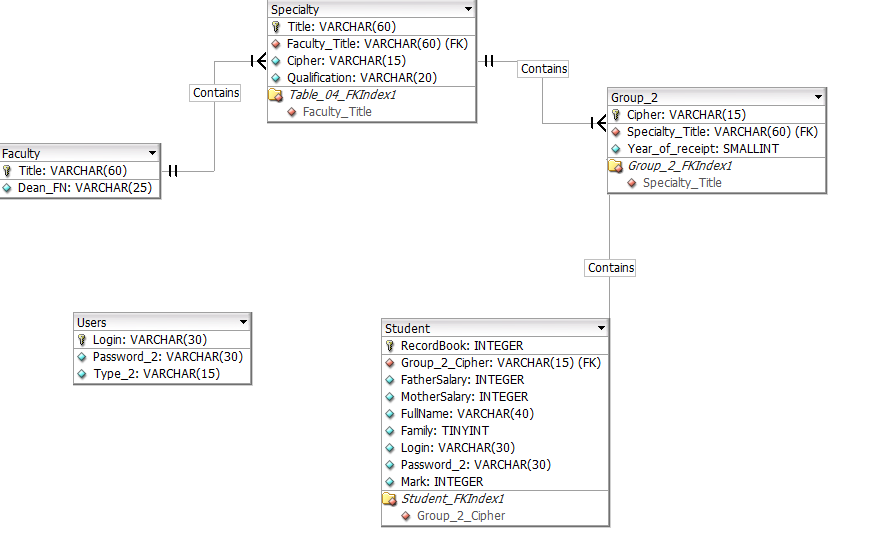 Specialty
Title: VARCHAR(60)
Faculty_Title: VARCHAR(60) (FK)
Cipher: VARCHAR(15)
Qualification: VARCHAR(20)
Table_04_FKIndex1
Faculty_Title
Contains
Contains
Group_2
Cipher: VARCHAR(15)
Specialty_Title: VARCHAR(60) (FK)
Year_of_receipt: SMALLINT
Group_2_FKIndex1
Specialty_Title
Faculty
Title: VARCHAR(60)
Dean_FN: VARCHAR(25)
Contains
Users
Login: VARCHAR(30)
Password_2: VARCHAR(30)
Type_2: VARCHAR(15)
Student
RecordBook: INTEGER
Group_2_Cipher: VARCHAR(15) (FK)
FatherSalary: INTEGER
MotherSalary: INTEGER
FullName: VARCHAR(40)
Family: TINYINT
Login: VARCHAR(30)
Password_2: VARCHAR(30)
Mark: INTEGER
Student_FKIndex1
Group_2_Cipher